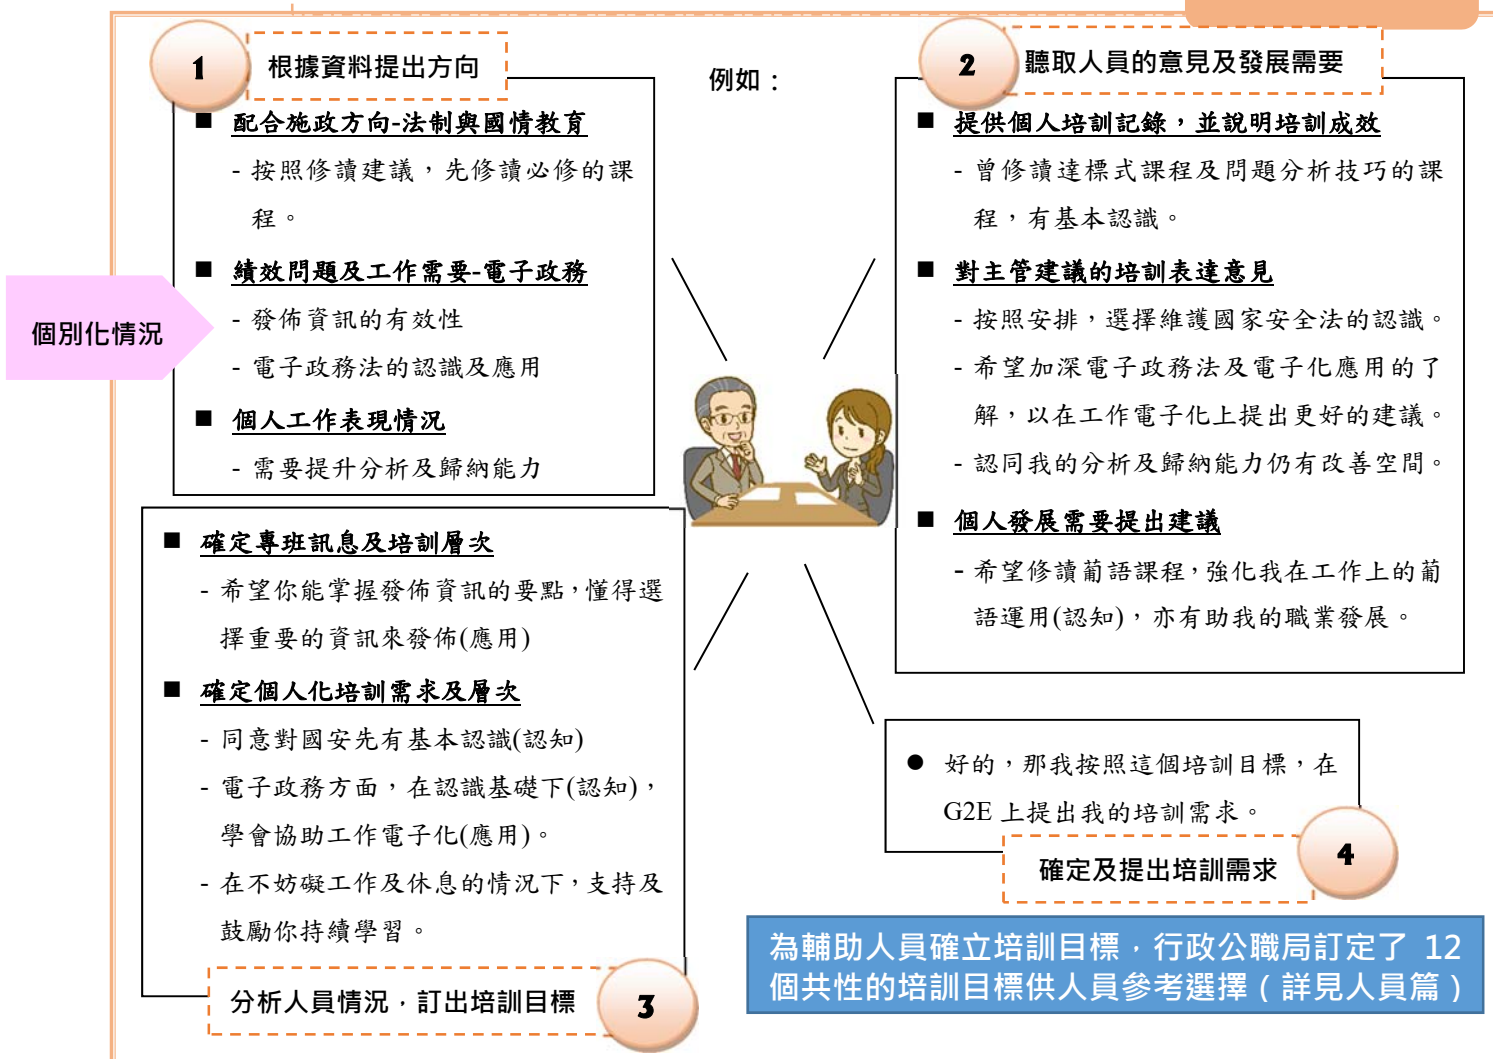 1
根據資料提出方向
■ 配合施政方向-法制與國情教育
- 按照修讀建議，先修讀必修的課
程。
■ 績效問題及工作需要-電子政務
- 發佈資訊的有效性
- 電子政務法的認識及應用
■ 個人工作表現情況
- 需要提升分析及歸納能力
個別化情況
例如：
2
聽取人員的意見及發展需要
■ 提供個人培訓記錄，並說明培訓成效
- 曾修讀達標式課程及問題分析技巧的課
程，有基本認識。
■ 對主管建議的培訓表達意見
- 按照安排，選擇維護國家安全法的認識。
- 希望加深電子政務法及電子化應用的了
解，以在工作電子化上提出更好的建議。
- 認同我的分析及歸納能力仍有改善空間。
■ 個人發展需要提出建議
- 希望修讀葡語課程，強化我在工作上的葡
語運用(認知)，亦有助我的職業發展。
■ 確定專班訊息及培訓層次
- 希望你能掌握發佈資訊的要點，懂得選
擇重要的資訊來發佈(應用)
■ 確定個人化培訓需求及層次
- 同意對國安先有基本認識(認知)
- 電子政務方面，在認識基礎下(認知)，
學會協助工作電子化(應用)。
- 在不妨礙工作及休息的情況下，支持及
鼓勵你持續學習。
分析人員情況，訂出培訓目標
3
● 好的，那我按照這個培訓目標，在
G2E 上提出我的培訓需求。
確定及提出培訓需求
4
為輔助人員確立培訓目標，行政公職局訂定了 12
個共性的培訓目標供人員參考選擇（詳見人員篇）